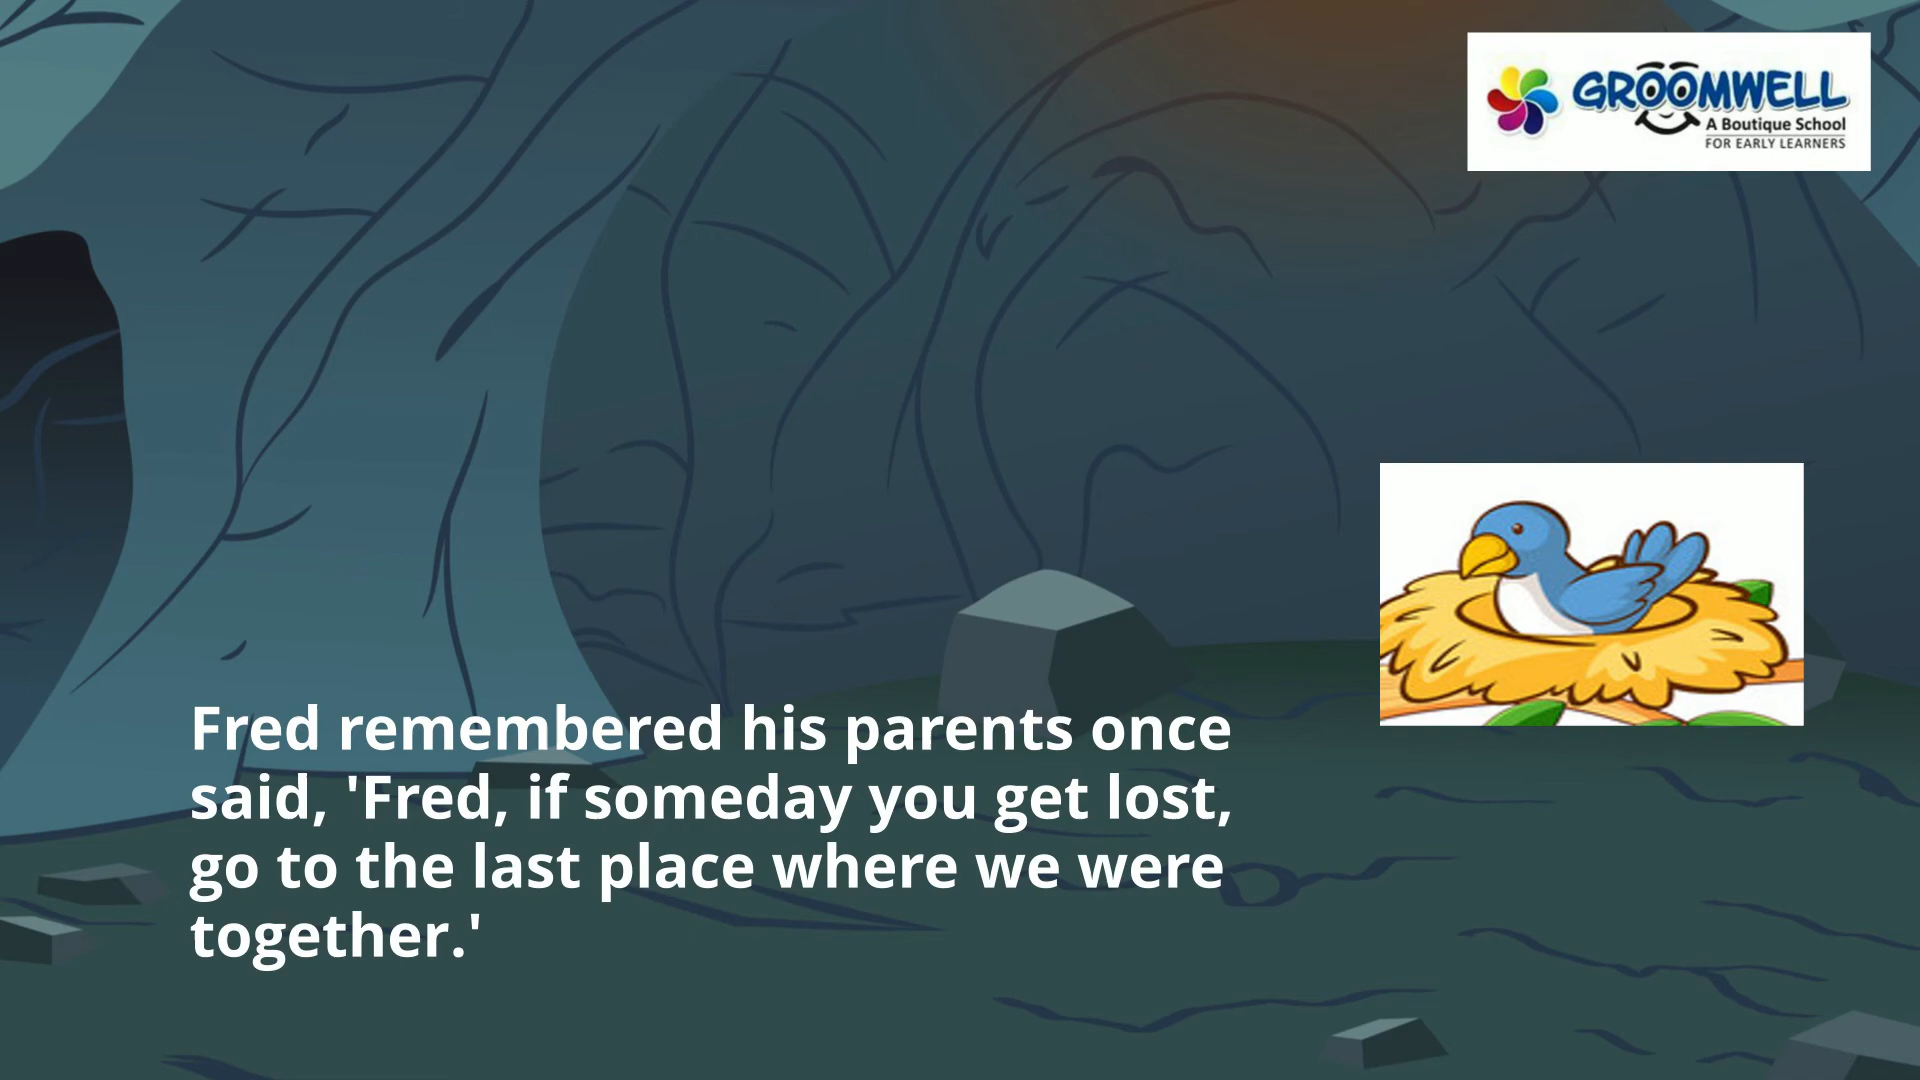 GROOMWELL
A Boutique School
FOR EARLY LEARNERS
Fred remembered his parents once
said, 'Fred, if someday you get lost,
go to the last place where we were
together.'